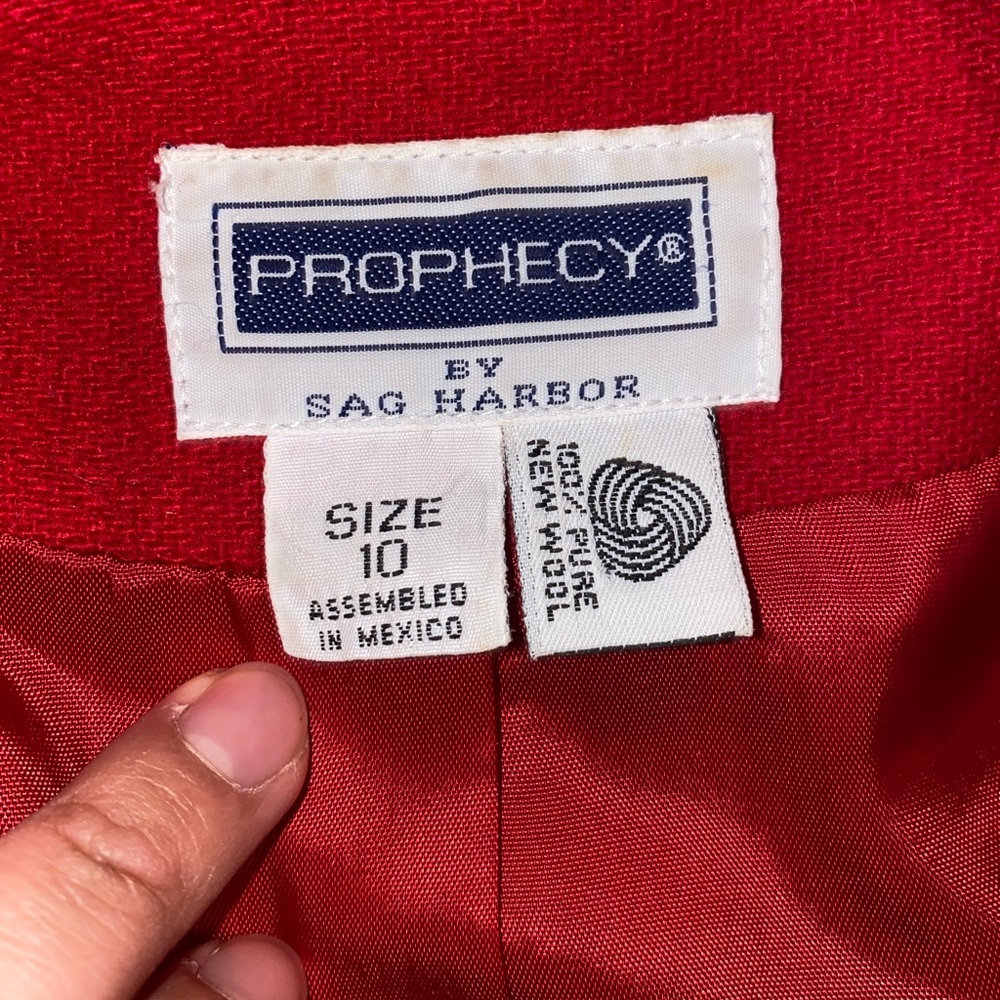 PROPHECY®
BY
SAG HARBOR
SIZE
10
ASSEMBLED
IN MEXICO
100% PURE
NEW WOOL